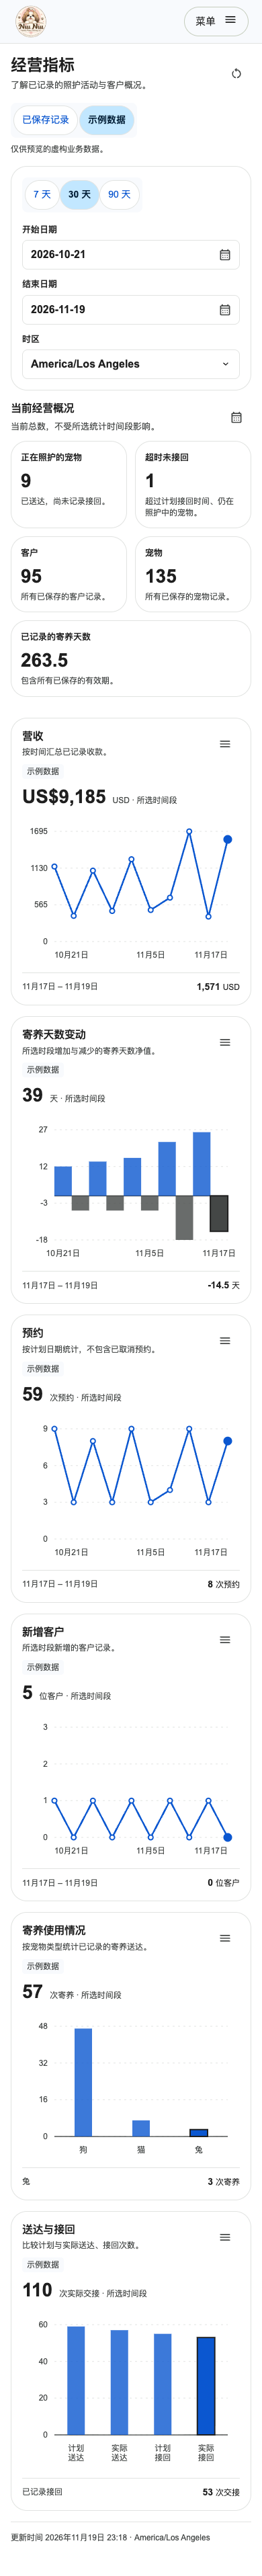 菜单
经营指标
了解已记录的照护活动与客户概况。
已保存记录
示例数据
仅供预览的虚构业务数据。
7 天
30 天
90 天
开始日期
2026-10-21
结束日期
2026-11-19
时区
America/Los Angeles
当前经营概况
当前总数，不受所选统计时间段影响。
正在照护的宠物
9
已送达，尚未记录接回。
超时未接回
1
超过计划接回时间、仍在
照护中的宠物。
客户
95
所有已保存的客户记录。
宠物
135
所有已保存的宠物记录。
已记录的寄养天数
263.5
包含所有已保存的有效期。
营收
按时间汇总已记录收款。
示例数据
US$9,185 USD · 所选时间段
1695
1130
565
0
10月21日
11月5日
11月17日
11月17日 – 11月19日
1,571 USD
寄养天数变动
所选时段增加与减少的寄养天数净值。
示例数据
39 天 · 所选时间段
27
12
-3
-18
10月21日
11月5日
11月17日
11月17日 – 11月19日
-14.5 天
预约
按计划日期统计，不包含已取消预约。
示例数据
59 次预约 · 所选时间段
9
6
3
0
10月21日
11月5日
11月17日
11月17日 – 11月19日
8 次预约
新增客户
所选时段新增的客户记录。
示例数据
5 位客户 · 所选时间段
3
2
1
0
10月21日
11月5日
11月17日
11月17日 – 11月19日
0 位客户
寄养使用情况
按宠物类型统计已记录的寄养送达。
示例数据
57 次寄养 · 所选时间段
48
32
16
0
狗
猫
兔
兔
3 次寄养
送达与接回
比较计划与实际送达、接回次数。
示例数据
110 次实际交接 · 所选时间段
60
40
20
0
计划
送达
实际
送达
计划
接回
实际
接回
已记录接回
53 次交接
更新时间 2026年11月19日 23:18 · America/Los Angeles